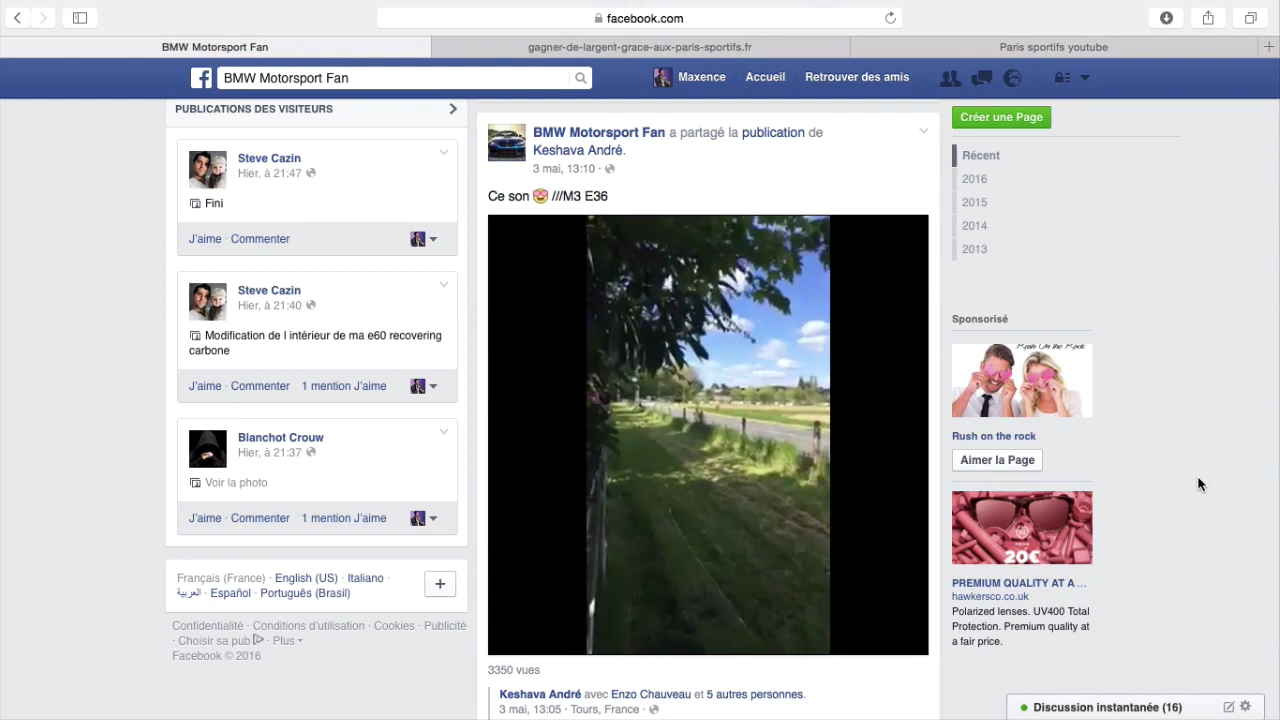 facebook.com
BMW Motorsport Fan
gagner-de-largent-grace-aux-paris-sportifs.fr
Paris sportifs youtube
BMW Motorsport Fan
Maxence
Accueil
Retrouver des amis
PUBLICATIONS DES VISITEURS
Steve Cazin
Hier, à 21:47
Fini
J'aime · Commenter
Steve Cazin
Hier, à 21:40
Modification de l intérieur de ma e60 recovering
carbone
J'aime · Commenter 1 mention J'aime
Blanchot Crouw
Hier, à 21:37
Voir la photo
J'aime · Commenter 1 mention J'aime
Français (France) · English (US) · Italiano ·
العربية · Español · Português (Brasil)
Confidentialité · Conditions d'utilisation · Cookies · Publicité
· Choisir sa pub · Plus
Facebook © 2016
BMW Motorsport Fan a partagé la publication de
Keshava André.
3 mai, 13:10 ·
Ce son 😍 ///M3 E36
3350 vues
Keshava André avec Enzo Chauveau et 5 autres personnes.
3 mai, 13:05 · Tours, France ·
Créer une Page
Récent
2016
2015
2014
2013
Sponsorisé
Rush On the Rock
Rush on the rock
Aimer la Page
FROM
20€
PREMIUM QUALITY AT A ...
hawkersco.co.uk
Polarized lenses. UV400 Total
Protection. Premium quality at
a fair price.
Discussion instantanée (16)